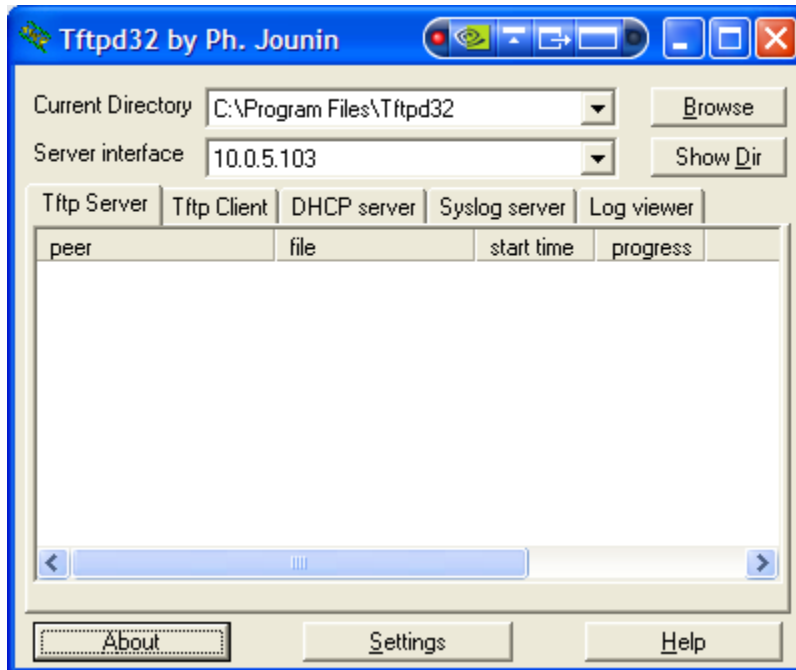 Tftpd32 by Ph. Jounin
Current Directory C:\Program Files\Tftpd32 Browse
Server interface 10.0.5.103 Show Dir
Tftp Server Tftp Client DHCP server Syslog server Log viewer
peer file start time progress
About Settings Help